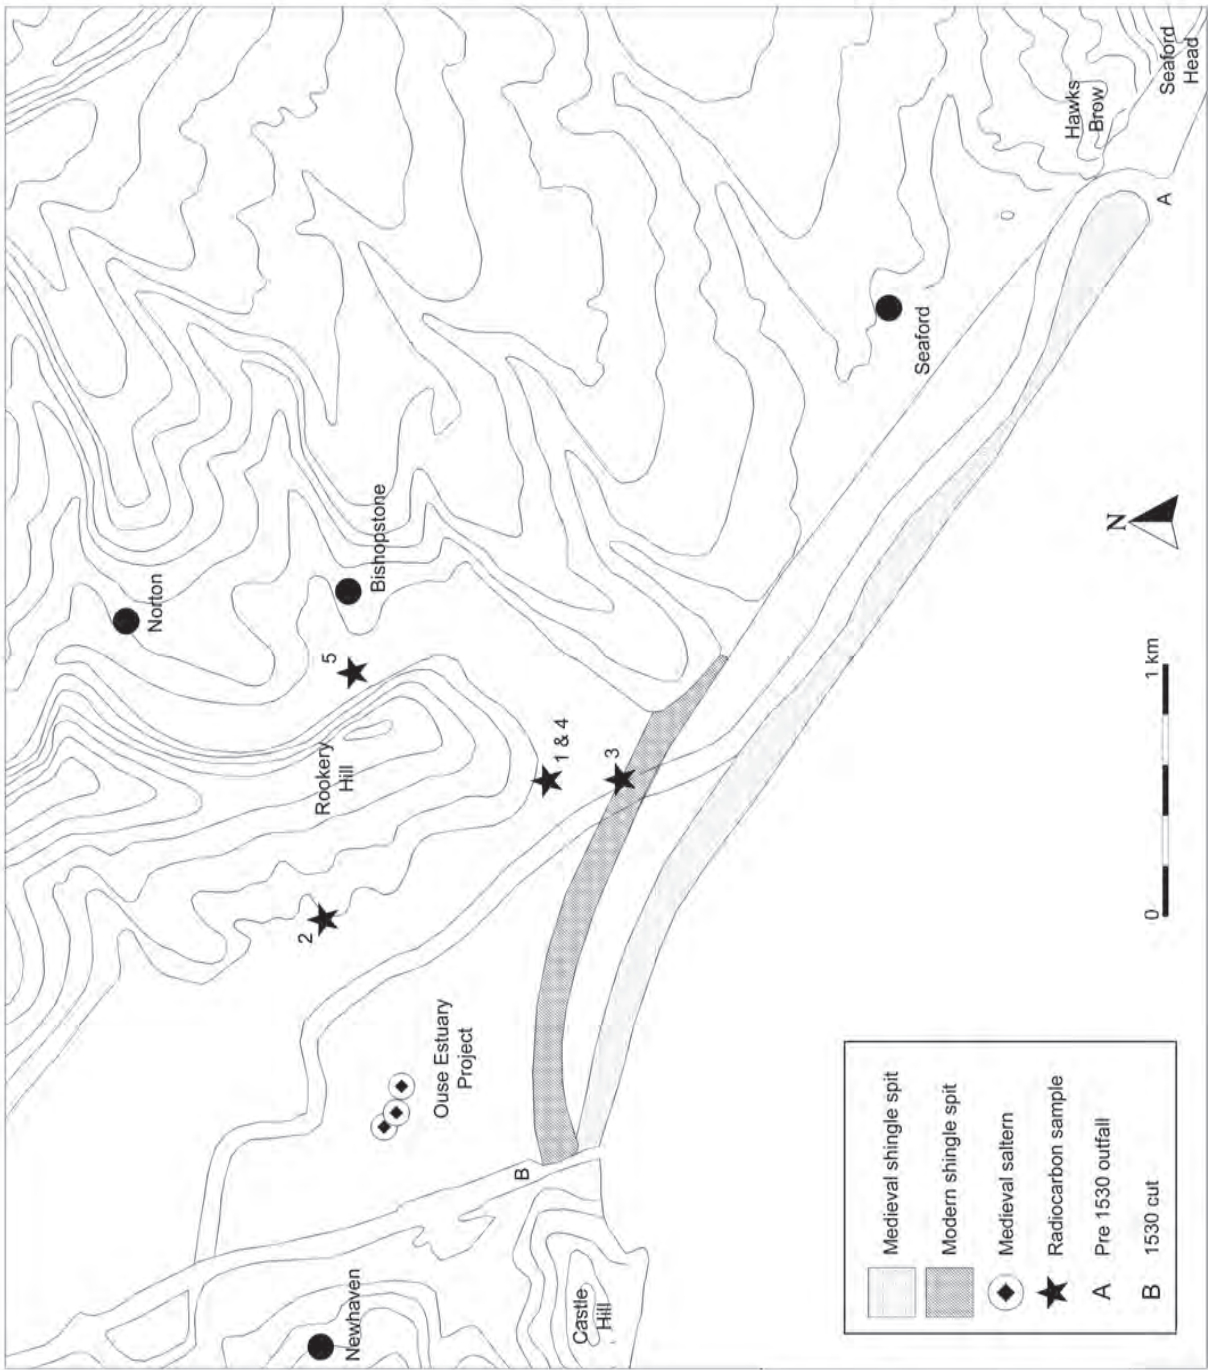 Norton
Bishopstone
5
Rookery
Hill
2
1 & 4
3
Ouse Estuary
Project
B
Newhaven
Castle
Hill
Seaford
Hawks
Brow
Seaford
Head
A
N
0
1 km
Medieval shingle spit
Modern shingle spit
Medieval saltern
Radiocarbon sample
A Pre 1530 outfall
B 1530 cut